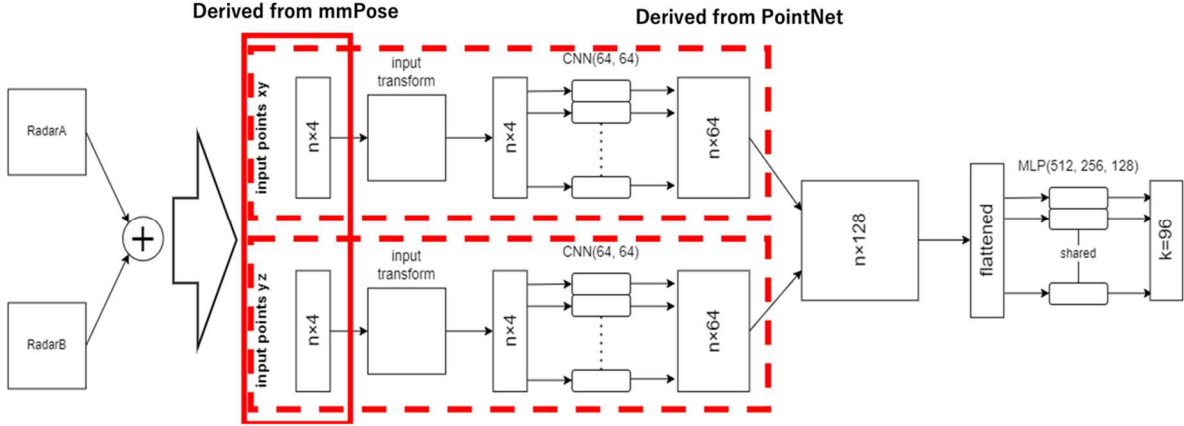 Derived from mmPose
Derived from PointNet
RadarA
RadarB
+
input points xy
n×4
input
transform
n×4
CNN(64, 64)
n×64
input points yz
n×4
input
transform
n×4
CNN(64, 64)
n×64
n×128
flattened
MLP(512, 256, 128)
shared
k=96